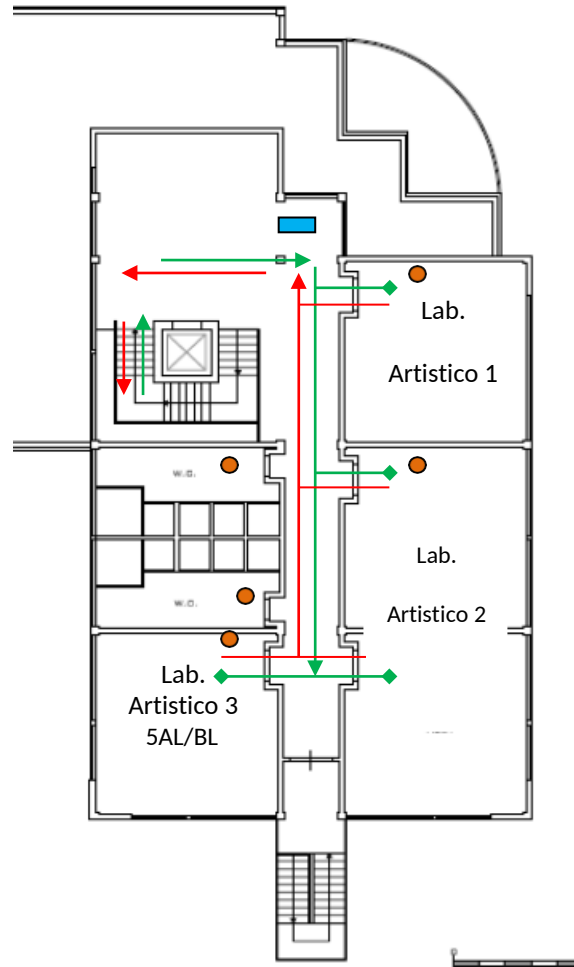 Lab.
Artistico 1
w.c.
Lab.
Artistico 2
w.c.
Lab.
Artistico 3
5AL/BL